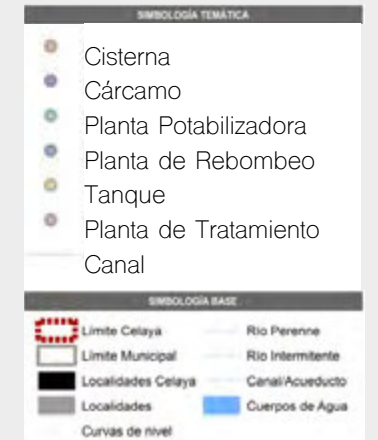 SIMBOLOGÍA TEMÁTICA
Cisterna
Cárcamo
Planta Potabilizadora
Planta de Rebombeo
Tanque
Planta de Tratamiento
Canal
SIMBOLOGÍA BASE
Límite Celaya
Río Perenne
Límite Municipal
Río Intermitente
Localidades Celaya
Canal/Acueducto
Localidades
Cuerpos de Agua
Curvas de nivel